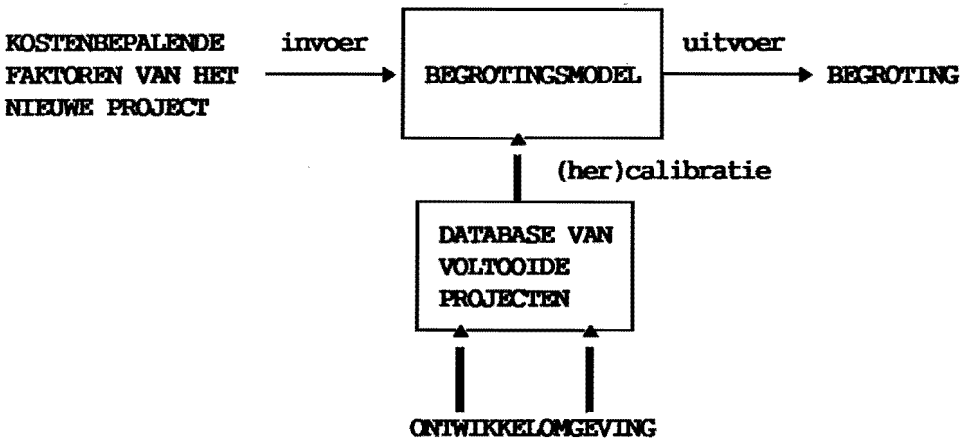 KOSTENBEPALENDE
FAKTOREN VAN HET
NIEUWE PROJECT
invoer
BEGROTINGSMODEL
uitvoer
BEGROTING
(her)calibratie
DATABASE VAN
VOLTOOIDE
PROJECTEN
ONTWIKKELOMGEVING